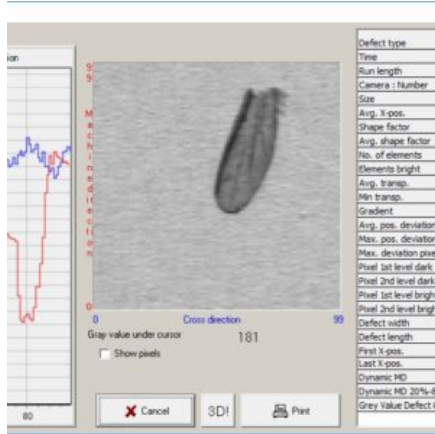 ion
80
99
Machine direction
0
0
Cross direction
99
Gray value under cursor
181
Show pixels
Cancel
3D!
Print
Defect type
Time
Run length
Camera : Number
Size
Avg. X-pos.
Shape factor
Avg. shape factor
No. of elements
Elements bright
Avg. transp.
Min transp.
Gradient
Avg. pos. deviation
Max. pos. deviation
Max. deviation pixe
Pixel 1st level dark
Pixel 2nd level dark
Pixel 1st level brigh
Pixel 2nd level brigh
Defect width
Defect length
First X-pos.
Last X-pos.
Dynamic MD
Dynamic MD 20%-8
Grey Value Defect